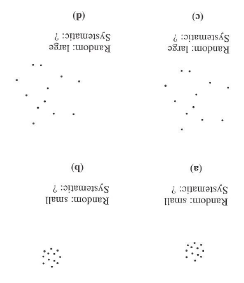 Random: small
Systematic: ?
(a)
Random: small
Systematic: ?
(b)
Random: large
Systematic: ?
(c)
Random: large
Systematic: ?
(d)